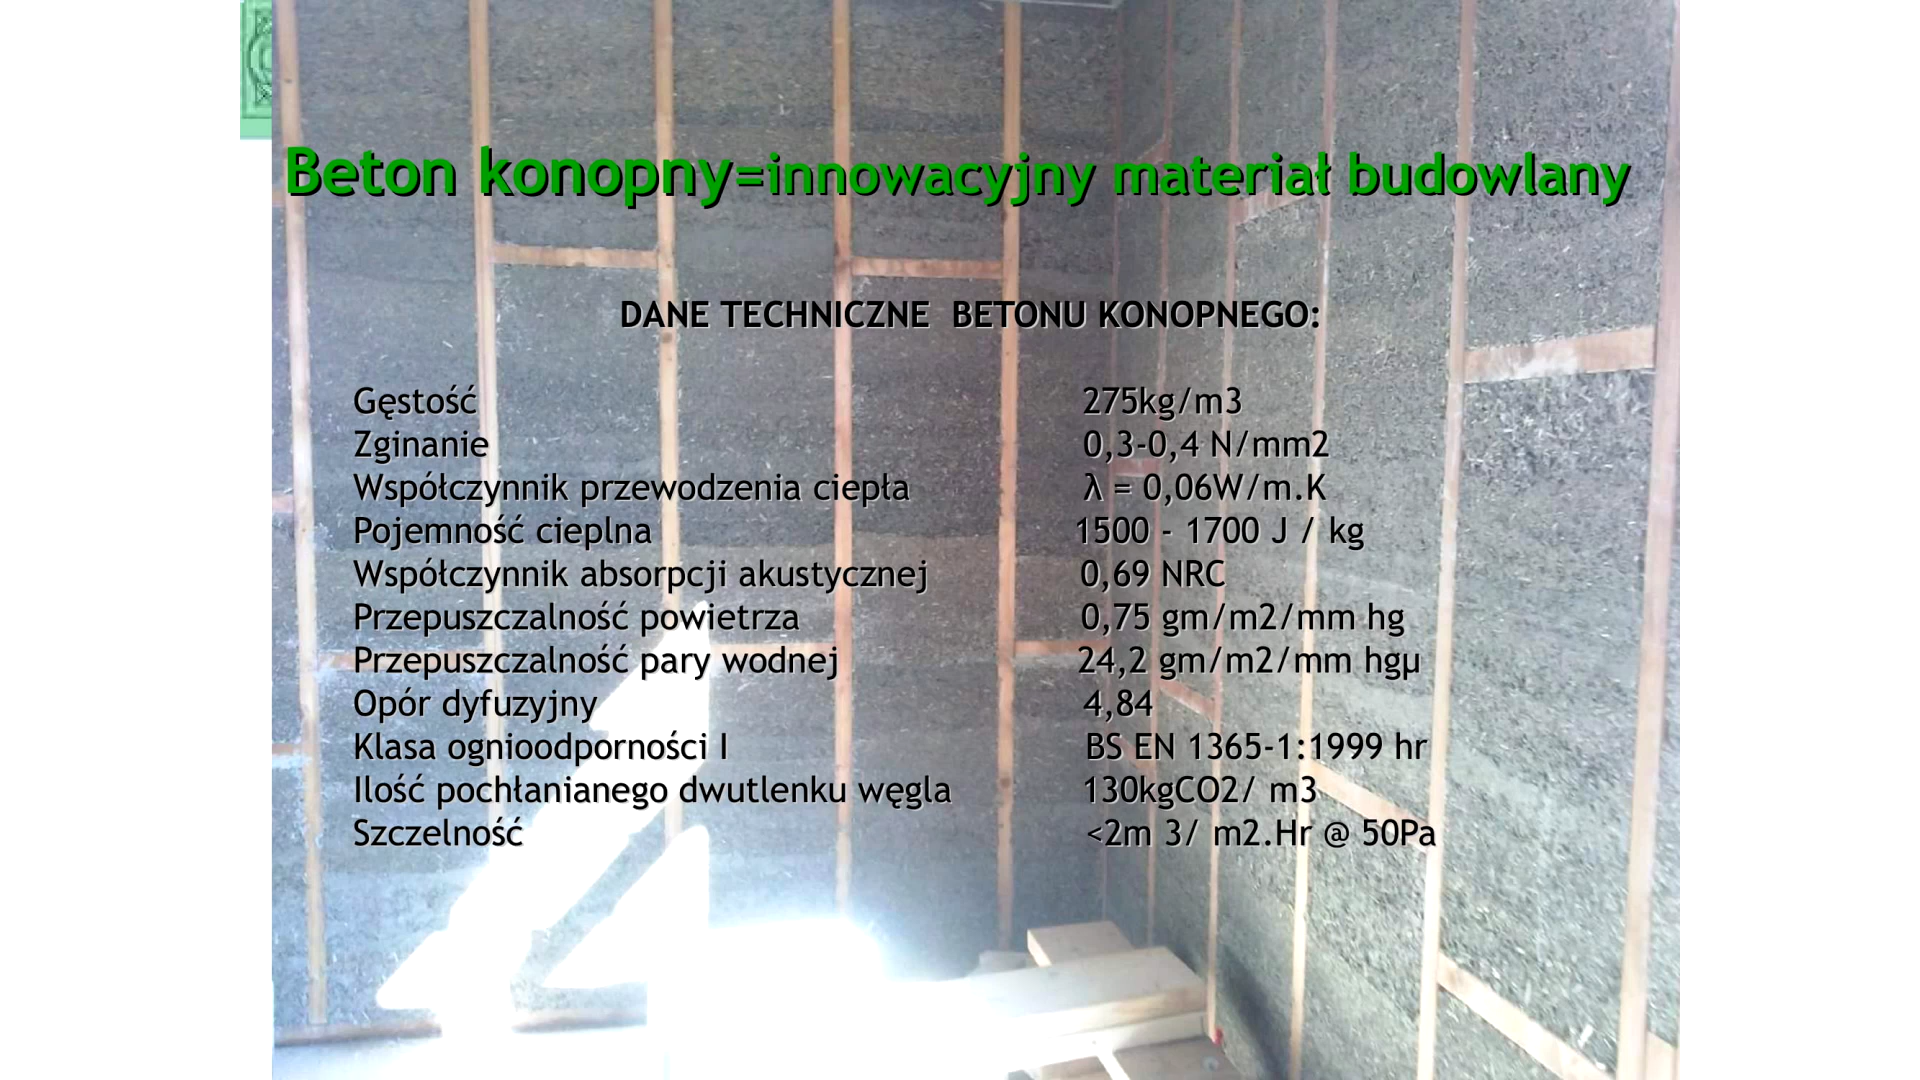 Beton konopny=innowacyjny materiał budowlany
DANE TECHNICZNE BETONU KONOPNEGO:
Gęstość 275kg/m3
Zginanie 0,3-0,4 N/mm2
Współczynnik przewodzenia ciepła λ = 0,06W/m.K
Pojemność cieplna 1500 - 1700 J / kg
Współczynnik absorpcji akustycznej 0,69 NRC
Przepuszczalność powietrza 0,75 gm/m2/mm hg
Przepuszczalność pary wodnej 24,2 gm/m2/mm hgµ
Opór dyfuzyjny 4,84
Klasa ognioodporności I BS EN 1365-1:1999 hr
Ilość pochłanianego dwutlenku węgla 130kgCO2/ m3
Szczelność <2m 3/ m2.Hr @ 50Pa